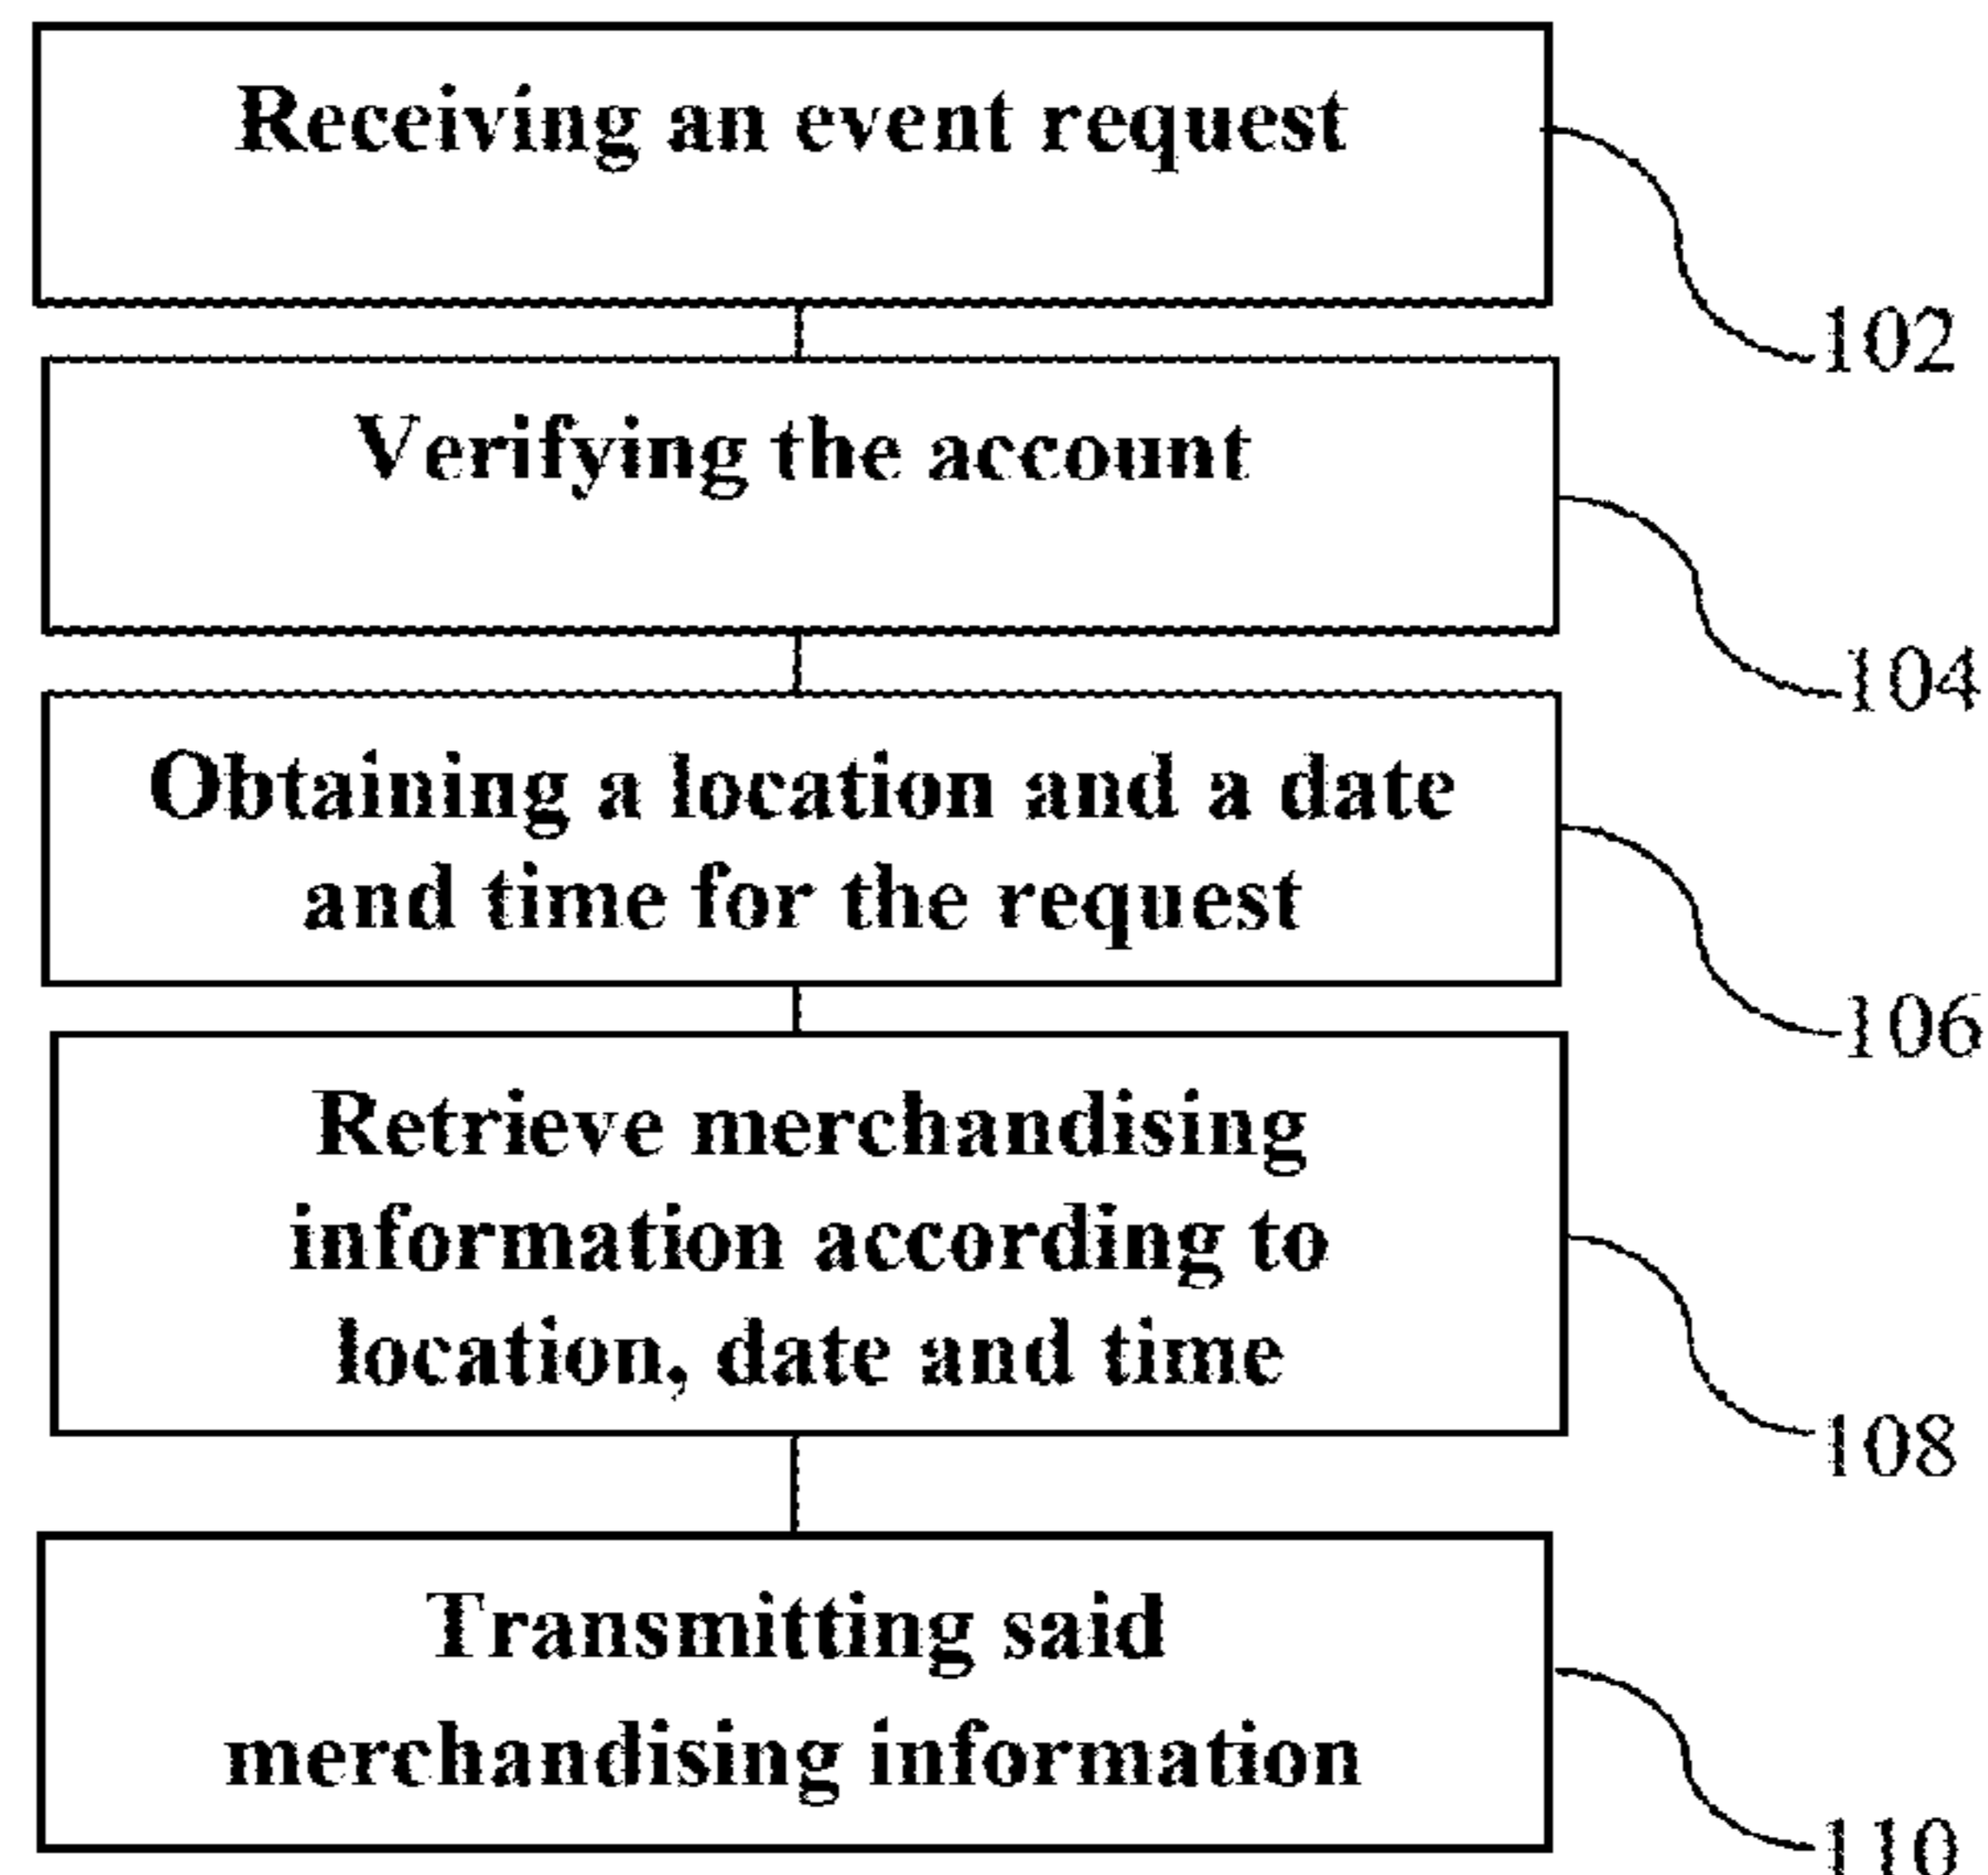 Receiving an event request
102
Verifying the account
104
Obtaining a location and a date
and time for the request
106
Retrieve merchandising
information according to
location, date and time
108
Transmitting said
merchandising information
110